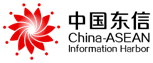 中国东信
China-ASEAN
Information Harbor